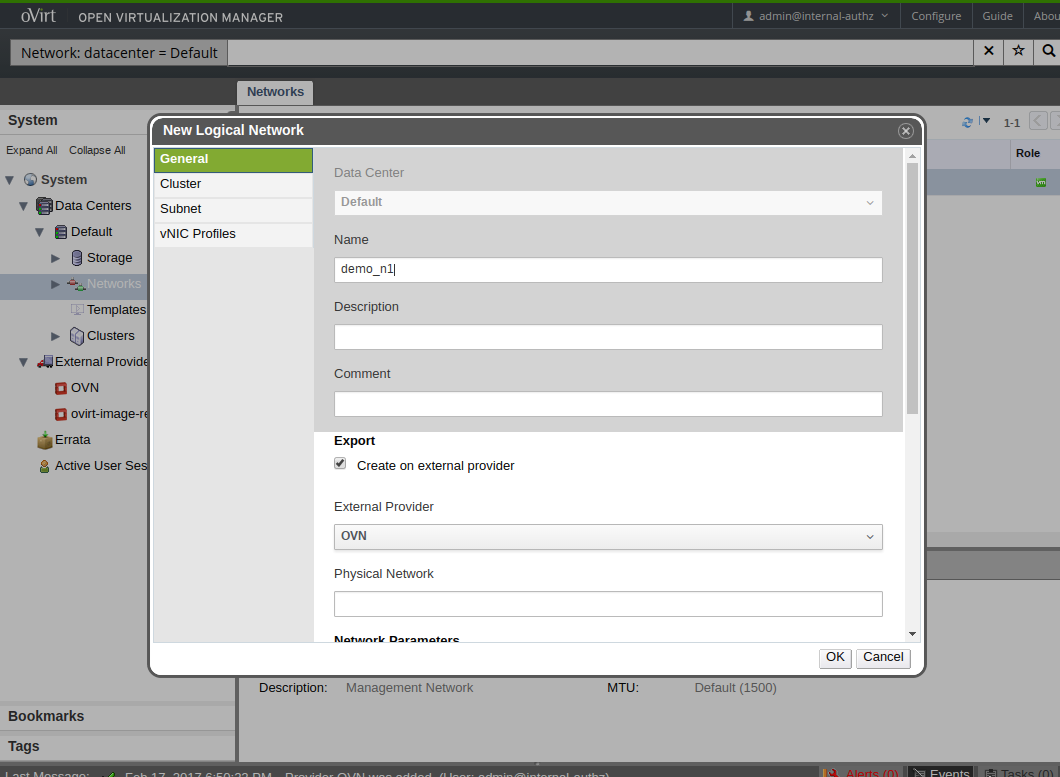 oVirt OPEN VIRTUALIZATION MANAGER admin@internal-authz Configure Guide Abou
Network: datacenter = Default
Networks
System
Expand All Collapse All
1-1
System
Data Centers
Default
Storage
Networks
Templates
Clusters
External Provide
OVN
ovirt-image-re
Errata
Active User Ses
Bookmarks
Tags
Role
vm
New Logical Network
General
Cluster
Subnet
vNIC Profiles
Data Center
Default
Name
demo_n1
Description
Comment
Export
Create on external provider
External Provider
OVN
Physical Network
Network Parameters
OK Cancel
Description: Management Network MTU: Default (1500)
Last Message: Feb 17, 2017 6:50:22 PM Provider OVN was added. (User: admin@internal-authz) Alerts (0) Events Tasks (0)